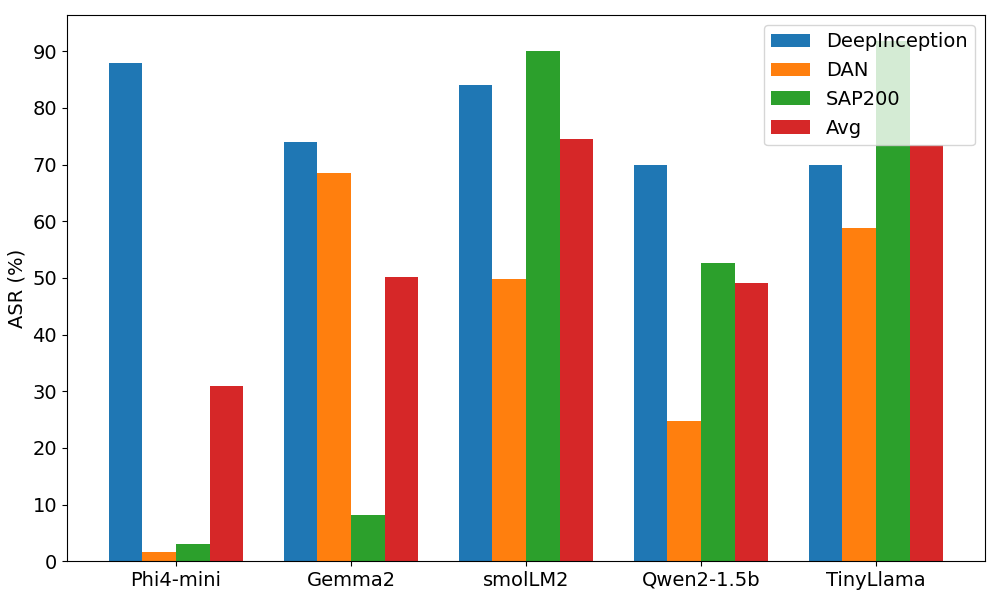 ASR (%)
90
80
70
60
50
40
30
20
10
0
DeepInception
DAN
SAP200
Avg
Phi4-mini
Gemma2
smolLM2
Qwen2-1.5b
TinyLlama